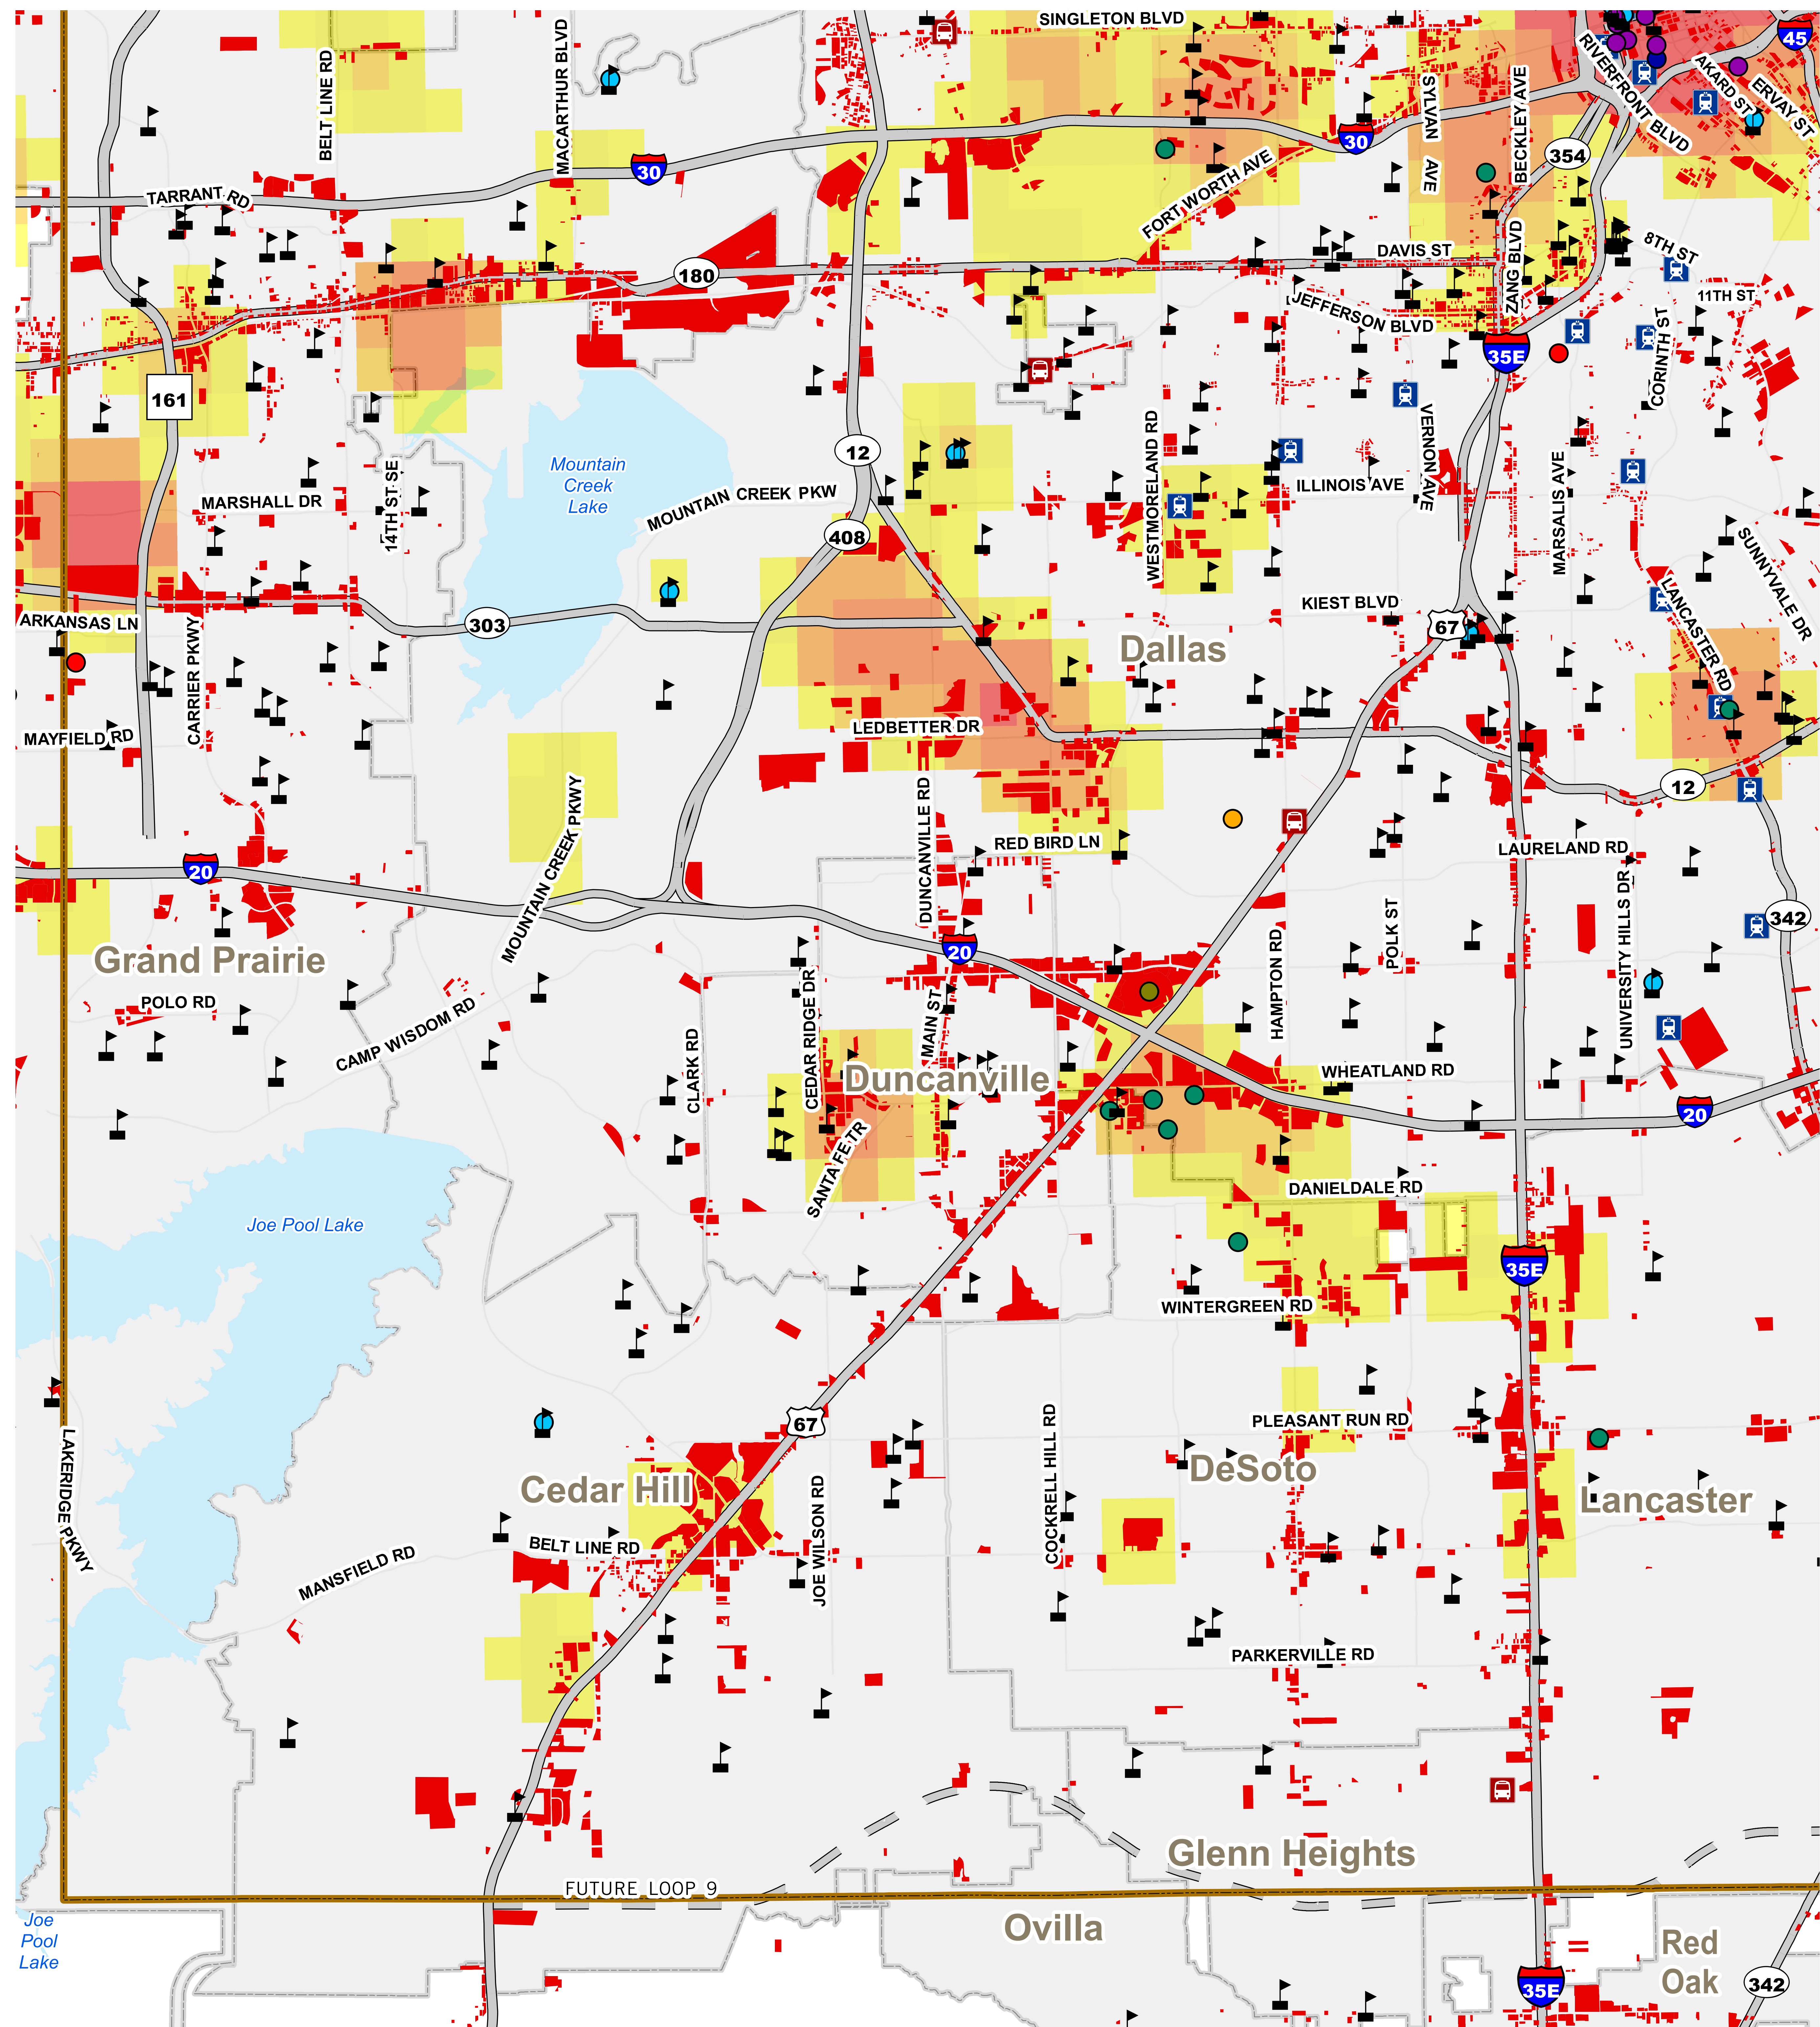 SINGLETON BLVD
45
BELT LINE RD
MACARTHUR BLVD
SYLVAN
AVE
BECKLEY AVE
RIVERFRONT BLVD
AKARD ST
ERVAY ST
30
30
354
TARRANT RD
FORT WORTH AVE
DAVIS ST
ZANG BLVD
8TH ST
180
JEFFERSON BLVD
11TH ST
CORINTH ST
35E
161
12
Mountain
Creek
Lake
MARSHALL DR
14TH ST SE
MOUNTAIN CREEK PKW
WESTMORELAND RD
ILLINOIS AVE
VERNON AVE
MARSALIS AVE
408
SUNNYVALE DR
LANCASTER RD
ARKANSAS LN
303
KIEST BLVD
67
CARRIER PKWY
Dallas
MAYFIELD RD
LEDBETTER DR
12
MOUNTAIN CREEK PKWY
DUNCANVILLE RD
RED BIRD LN
LAURELAND RD
20
UNIVERSITY HILLS DR
342
Grand Prairie
20
POLK ST
HAMPTON RD
POLO RD
CAMP WISDOM RD
CEDAR RIDGE DR
MAIN ST
CLARK RD
Duncanville
WHEATLAND RD
20
SANTA FE TR
DANIELDALE RD
Joe Pool Lake
35E
WINTERGREEN RD
67
PLEASANT RUN RD
LAKERIDGE PKWY
COCKRELL HILL RD
DeSoto
Cedar Hill
Lancaster
JOE WILSON RD
BELT LINE RD
MANSFIELD RD
PARKERVILLE RD
Glenn Heights
FUTURE LOOP 9
Joe
Pool
Lake
Ovilla
Red
Oak
35E
342